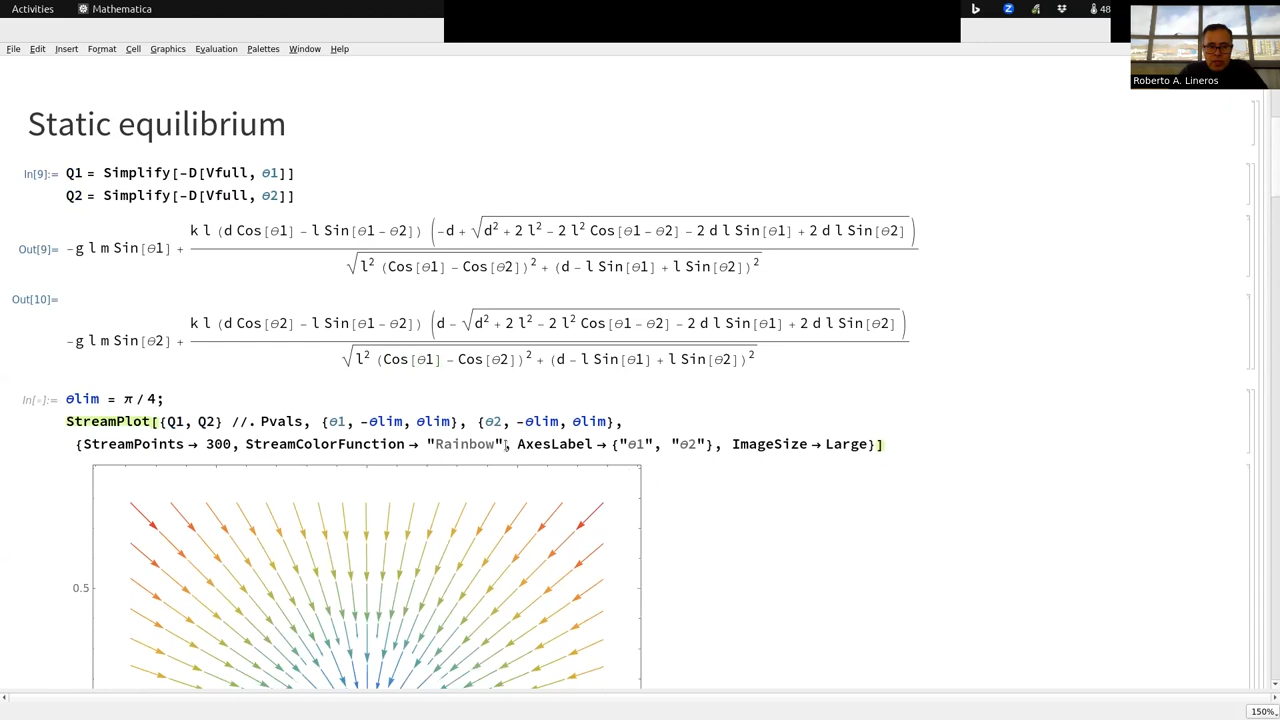 Activities Mathematica 48
Roberto A. Lineros
File Edit Insert Format Cell Graphics Evaluation Palettes Window Help
Static equilibrium
In[9]:= Q1 = Simplify[-D[Vfull, θ1]]
Q2 = Simplify[-D[Vfull, θ2]]
Out[9]= -g l m Sin[θ1] + k l (d Cos[θ1] - l Sin[θ1 - θ2]) (-d + √d² + 2 l² - 2 l² Cos[θ1 - θ2] - 2 d l Sin[θ1] + 2 d l Sin[θ2])
√l² (Cos[θ1] - Cos[θ2])² + (d - l Sin[θ1] + l Sin[θ2])²
Out[10]=
-g l m Sin[θ2] + k l (d Cos[θ2] - l Sin[θ1 - θ2]) (d - √d² + 2 l² - 2 l² Cos[θ1 - θ2] - 2 d l Sin[θ1] + 2 d l Sin[θ2])
√l² (Cos[θ1] - Cos[θ2])² + (d - l Sin[θ1] + l Sin[θ2])²
In[◦]:= θlim = π / 4;
StreamPlot[{Q1, Q2} //. Pvals, {θ1, -θlim, θlim}, {θ2, -θlim, θlim},
{StreamPoints → 300, StreamColorFunction → "Rainbow", AxesLabel → {"θ1", "θ2"}, ImageSize → Large}]
0.5
150%